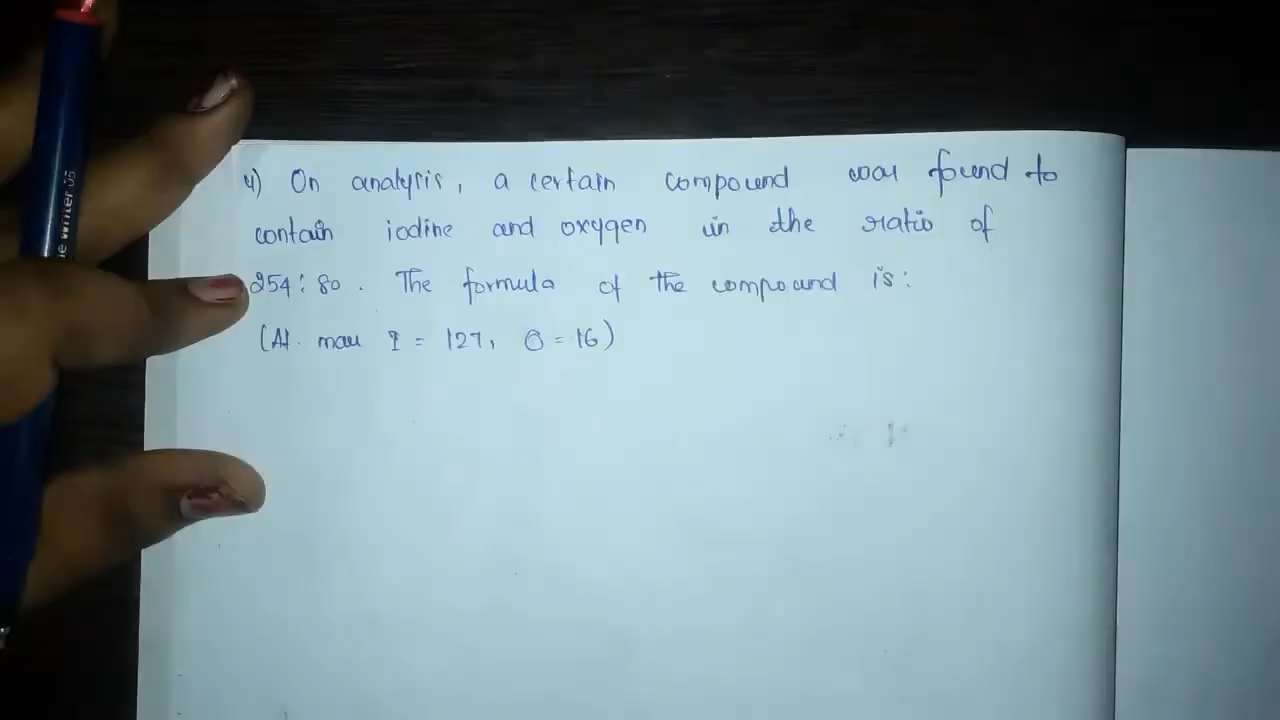 4) On analysis, a certain compound was found to
contain iodine and oxygen in the ratio of
254:80. The formula of the compound is:
(At. mass I = 127, O = 16)